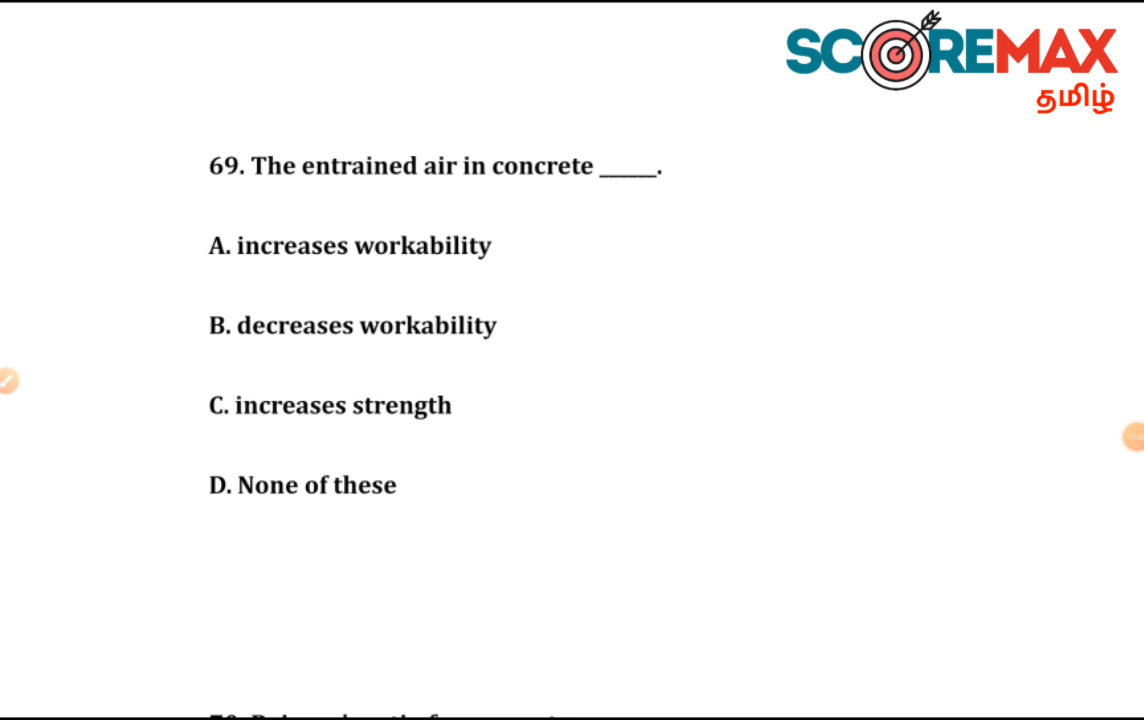 SCOREMAX
தமிழ்
69. The entrained air in concrete ______.
A. increases workability
B. decreases workability
C. increases strength
D. None of these